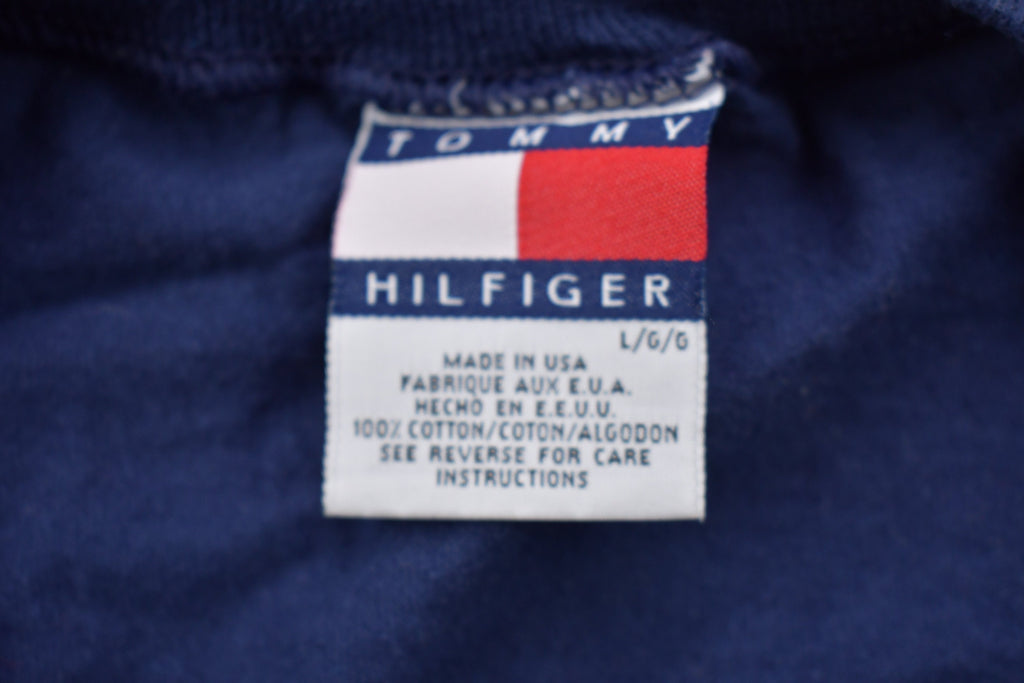 TOMMY
HILFIGER
L/G/G
MADE IN USA
FABRIQUE AUX E.U.A.
HECHO EN E.E.U.U.
100% COTTON/COTON/ALGODON
SEE REVERSE FOR CARE
INSTRUCTIONS